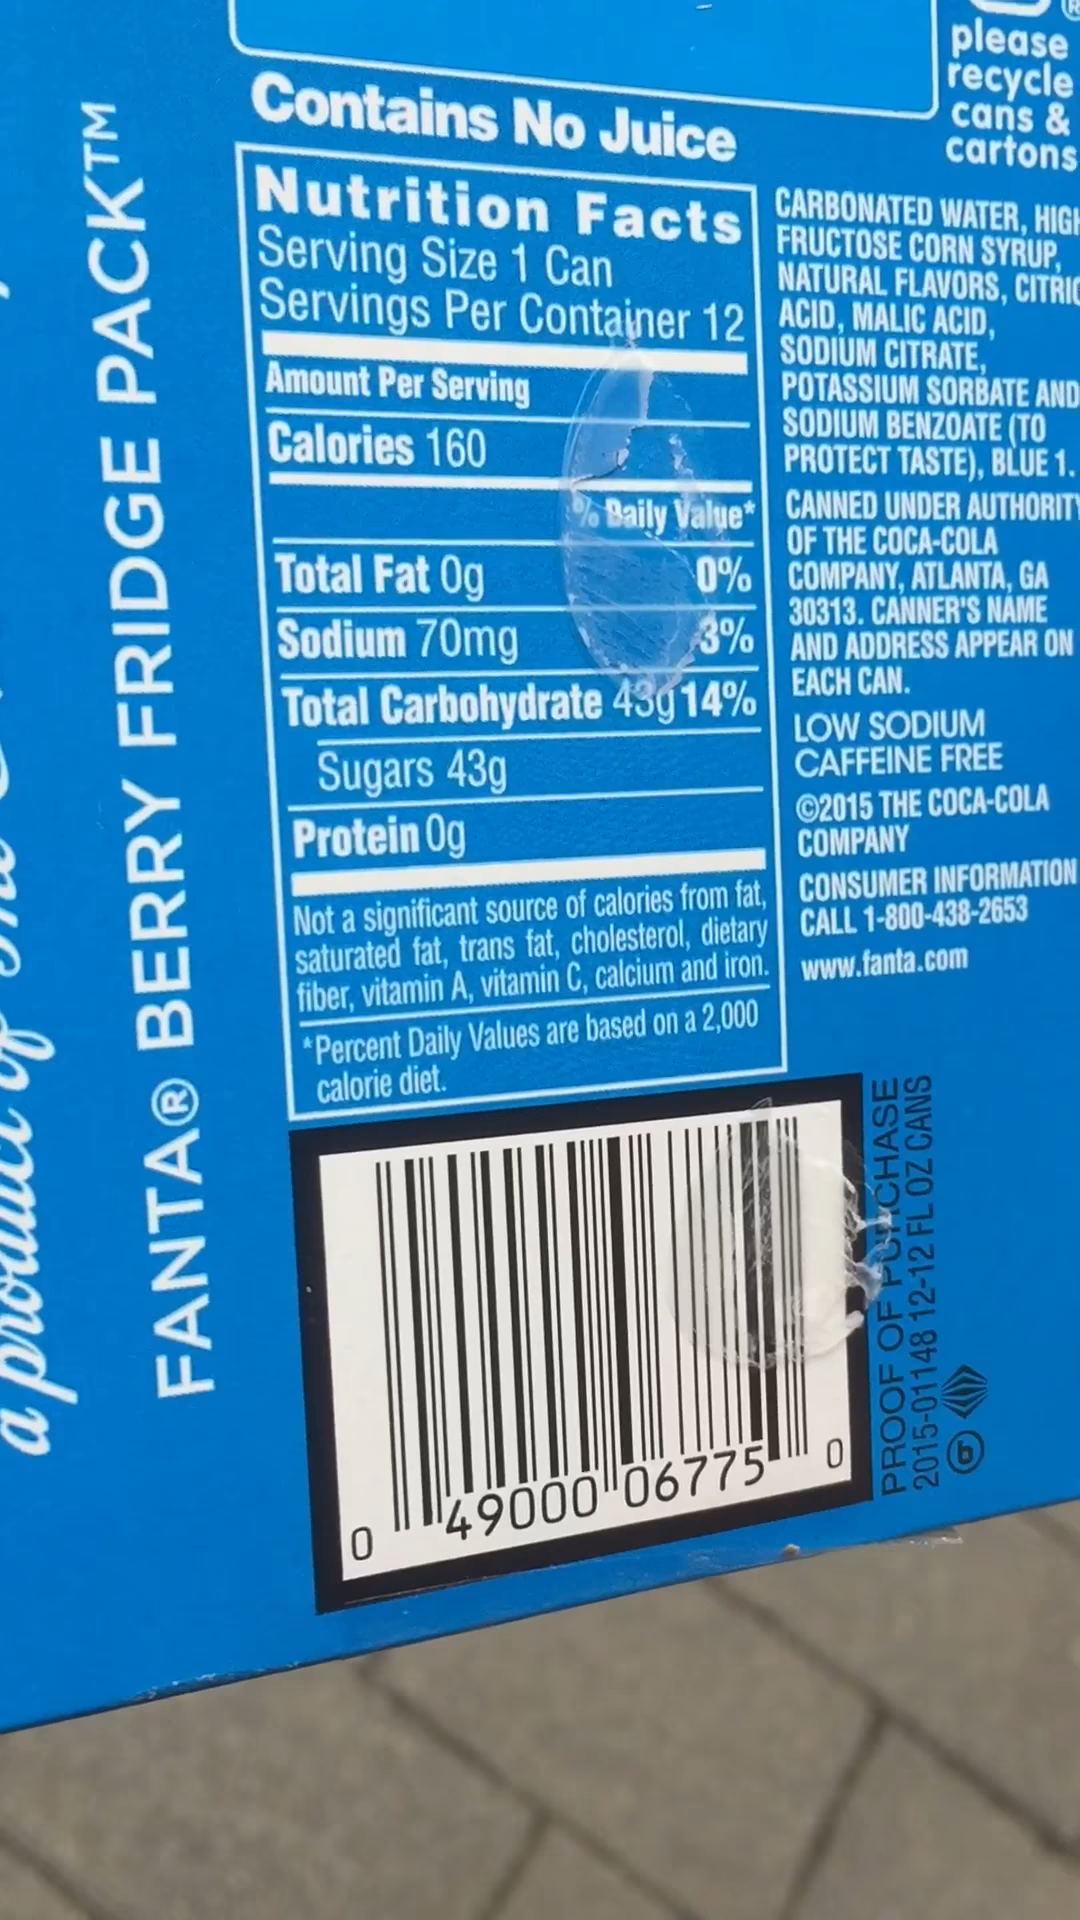 please
recycle
cans &
cartons
Contains No Juice
Nutrition Facts
Serving Size 1 Can
Servings Per Container 12
Amount Per Serving
Calories 160
% Daily Value*
Total Fat 0g 0%
Sodium 70mg 3%
Total Carbohydrate 43g 14%
Sugars 43g
Protein 0g
Not a significant source of calories from fat,
saturated fat, trans fat, cholesterol, dietary
fiber, vitamin A, vitamin C, calcium and iron.
*Percent Daily Values are based on a 2,000
calorie diet.
CARBONATED WATER, HIGH
FRUCTOSE CORN SYRUP,
NATURAL FLAVORS, CITRIC
ACID, MALIC ACID,
SODIUM CITRATE,
POTASSIUM SORBATE AND
SODIUM BENZOATE (TO
PROTECT TASTE), BLUE 1.
CANNED UNDER AUTHORITY
OF THE COCA-COLA
COMPANY, ATLANTA, GA
30313. CANNER'S NAME
AND ADDRESS APPEAR ON
EACH CAN.
LOW SODIUM
CAFFEINE FREE
©2015 THE COCA-COLA
COMPANY
CONSUMER INFORMATION
CALL 1-800-438-2653
www.fanta.com
FANTA® BERRY FRIDGE PACK™
a product of
0 49000 06775 0
PROOF OF PURCHASE
2015-01148 12-12 FL OZ CANS